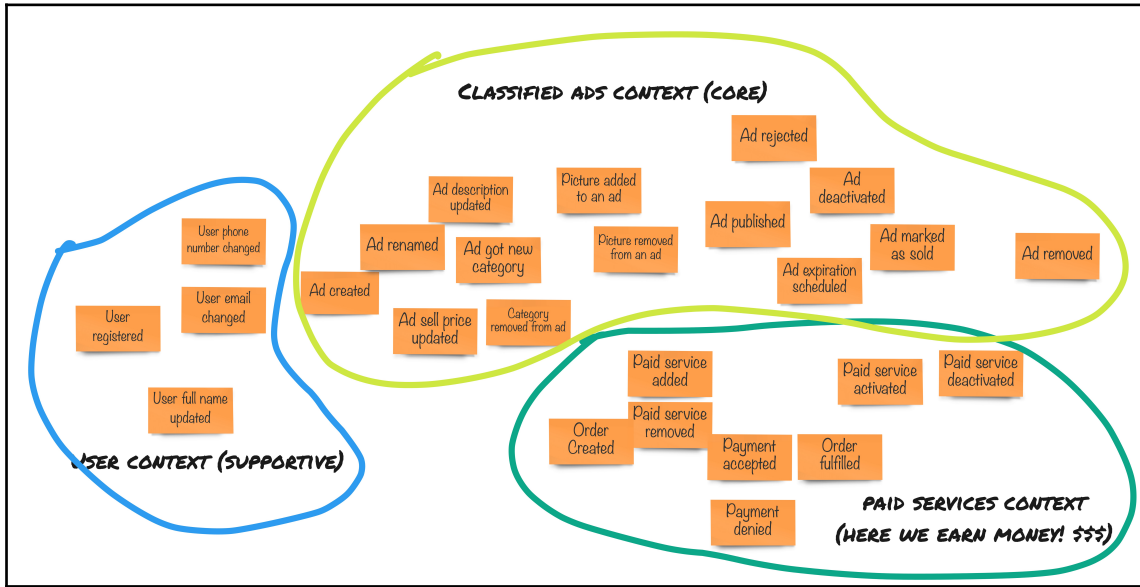 CLASSIFIED ADS CONTEXT (CORE)
Ad rejected
Ad description
updated
Picture added
to an ad
Ad
deactivated
Ad renamed
Ad got new
category
Picture removed
from an ad
Ad published
Ad marked
as sold
Ad removed
Ad created
Ad expiration
scheduled
Ad sell price
updated
Category
removed from ad
User phone
number changed
User email
changed
User
registered
User full name
updated
USER CONTEXT (SUPPORTIVE)
Paid service
added
Paid service
activated
Paid service
deactivated
Paid service
removed
Order
Created
Payment
accepted
Order
fulfilled
Payment
denied
PAID SERVICES CONTEXT
(HERE WE EARN MONEY! $$$)